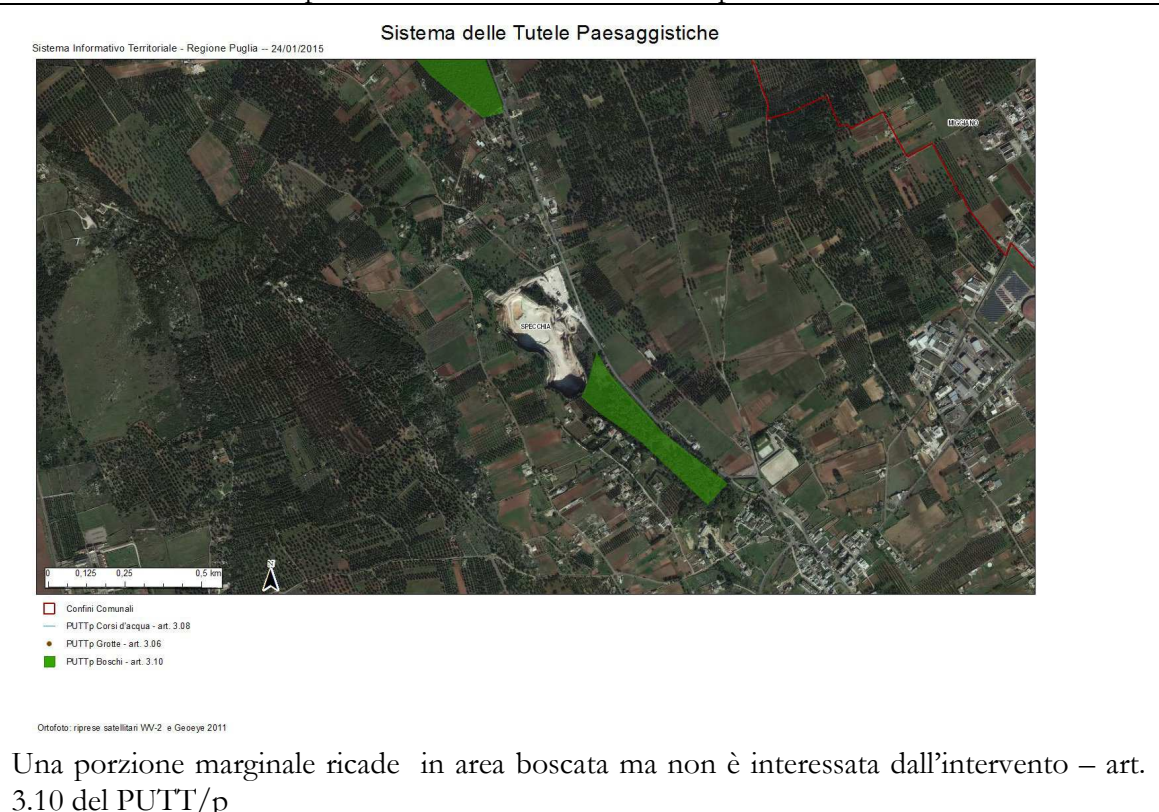 Sistema delle Tutele Paesaggistiche
Sistema Informativo Territoriale - Regione Puglia -- 24/01/2015
MIGGIANO
SPECCHIA
0 0,125 0,25 0,5 km
Confini Comunali
PUTTp Corsi d'acqua - art. 3.08
PUTTp Grotte - art. 3.06
PUTTp Boschi - art. 3.10
Ortofoto: riprese satellitari WV-2 e Geoeye 2011
Una porzione marginale ricade in area boscata ma non è interessata dall’intervento – art.
3.10 del PUTT/p